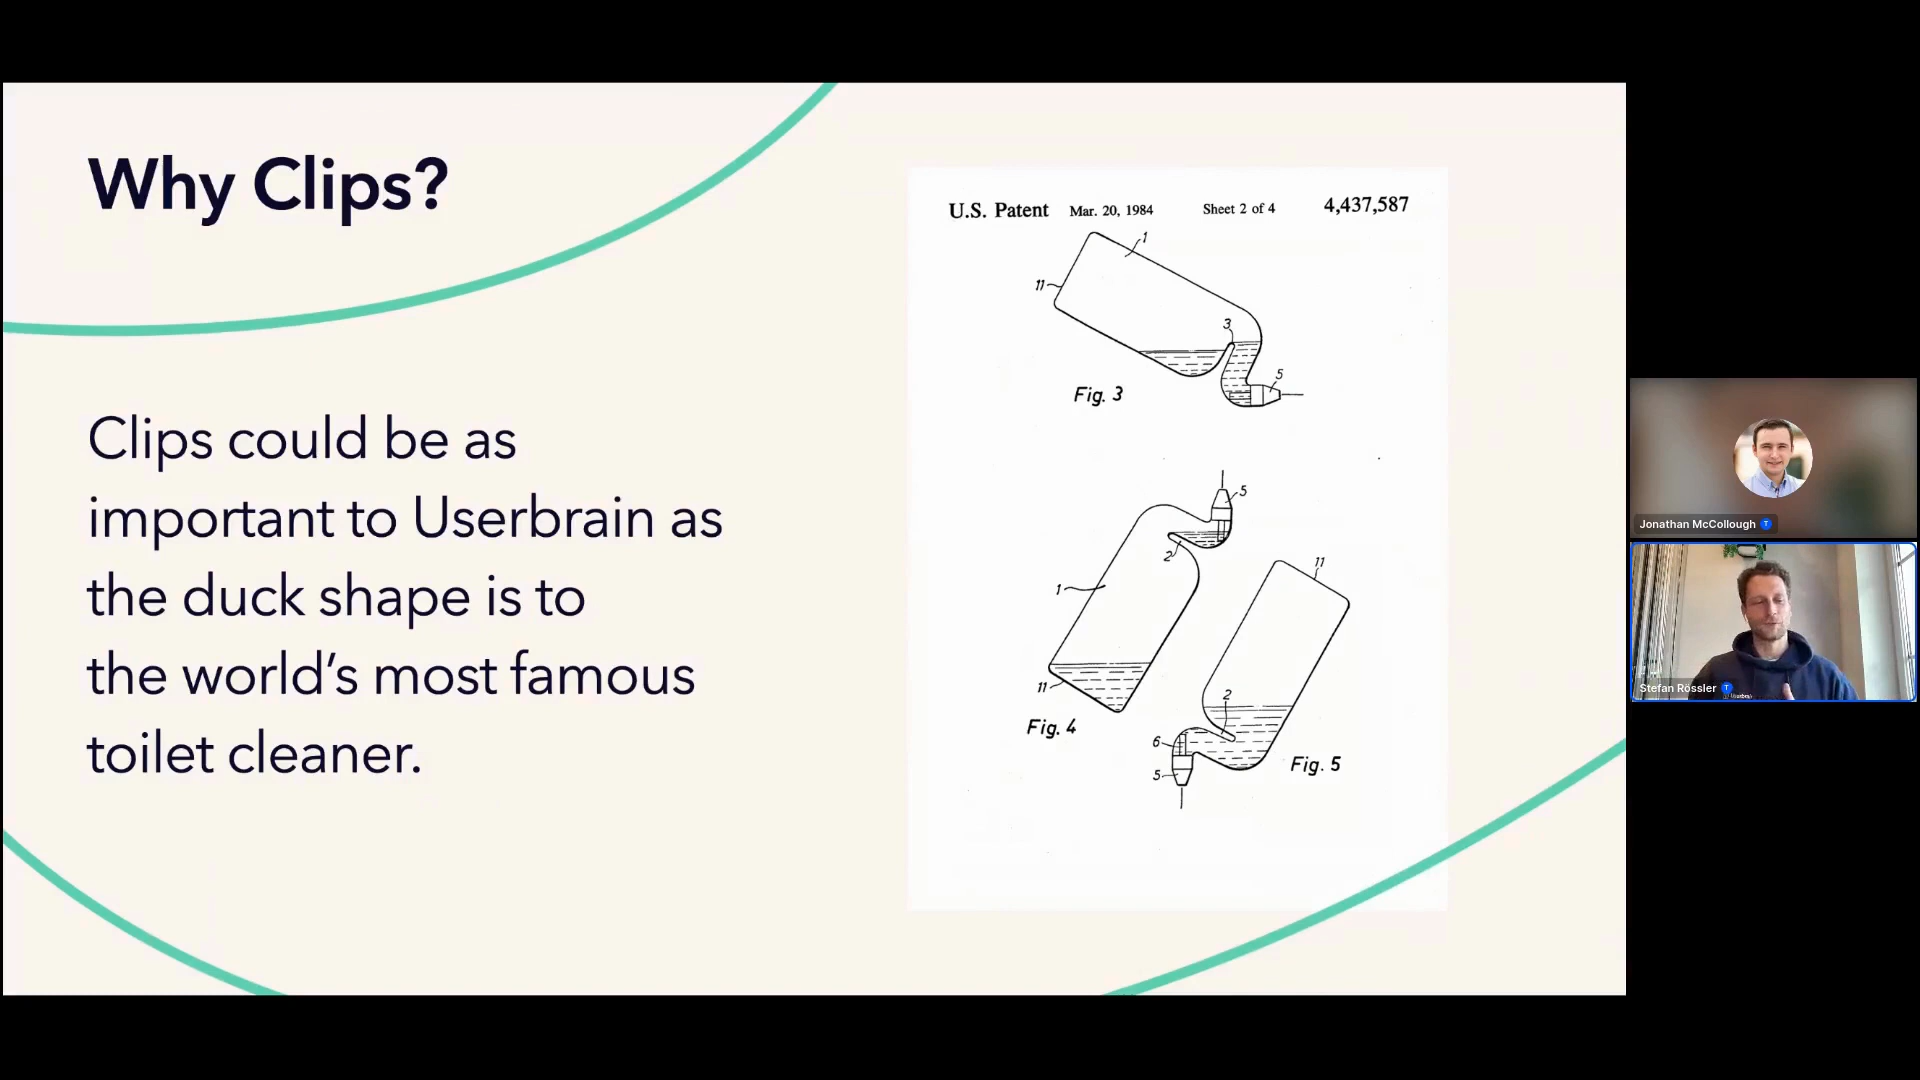 Why Clips?
Clips could be as
important to Userbrain as
the duck shape is to
the world's most famous
toilet cleaner.
U.S. Patent Mar. 20, 1984 Sheet 2 of 4 4,437,587
1
11
3
5
Fig. 3
5
2
1
11
Fig. 4
11
2
6
5
Fig. 5
Jonathan McCollough T
Stefan Rössler T